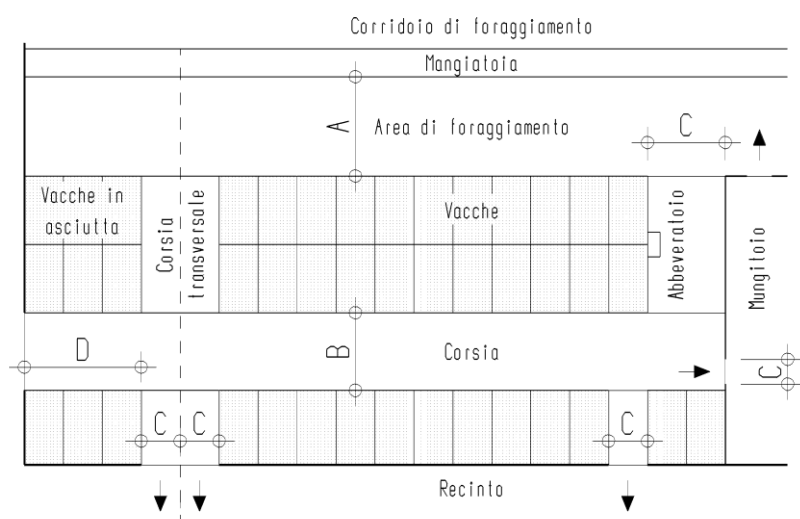 Corridoio di foraggiamento
Mangiatoia
A
Area di foraggiamento
C
Vacche in
asciutta
Corsia
transversale
Vacche
Abbeveratoio
Mungitoio
D
B
Corsia
C
C
C
C
Recinto